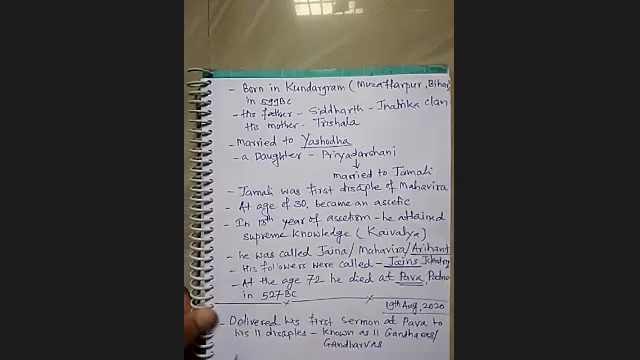 - Born in Kundargram (Muzaffarpur, Bihar)
in 599BC
- His father - Siddharth - Jnatrika clan
His mother - Trishala
- Married to Yashodha
- a Daughter - Priyadarshani
married to Jamali
- Jamali was first disciple of Mahavira
- At age of 30, became an ascetic
- In 13th year of ascetism - he attained
supreme knowledge (Kaivalya)
- he was called Jaina/ Mahavira/ Arihant
- His followers were called - Jains
- At the age 72 he died at Pava, Patna
in 527BC
19th Aug, 2020
- Delivered his first sermon at Pava to
his 11 disciples - known as 11 Gandharas/
Gandharvas